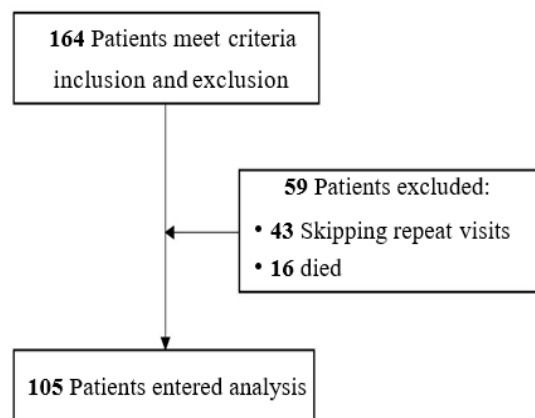 164 Patients meet criteria
inclusion and exclusion
59 Patients excluded:
• 43 Skipping repeat visits
• 16 died
105 Patients entered analysis